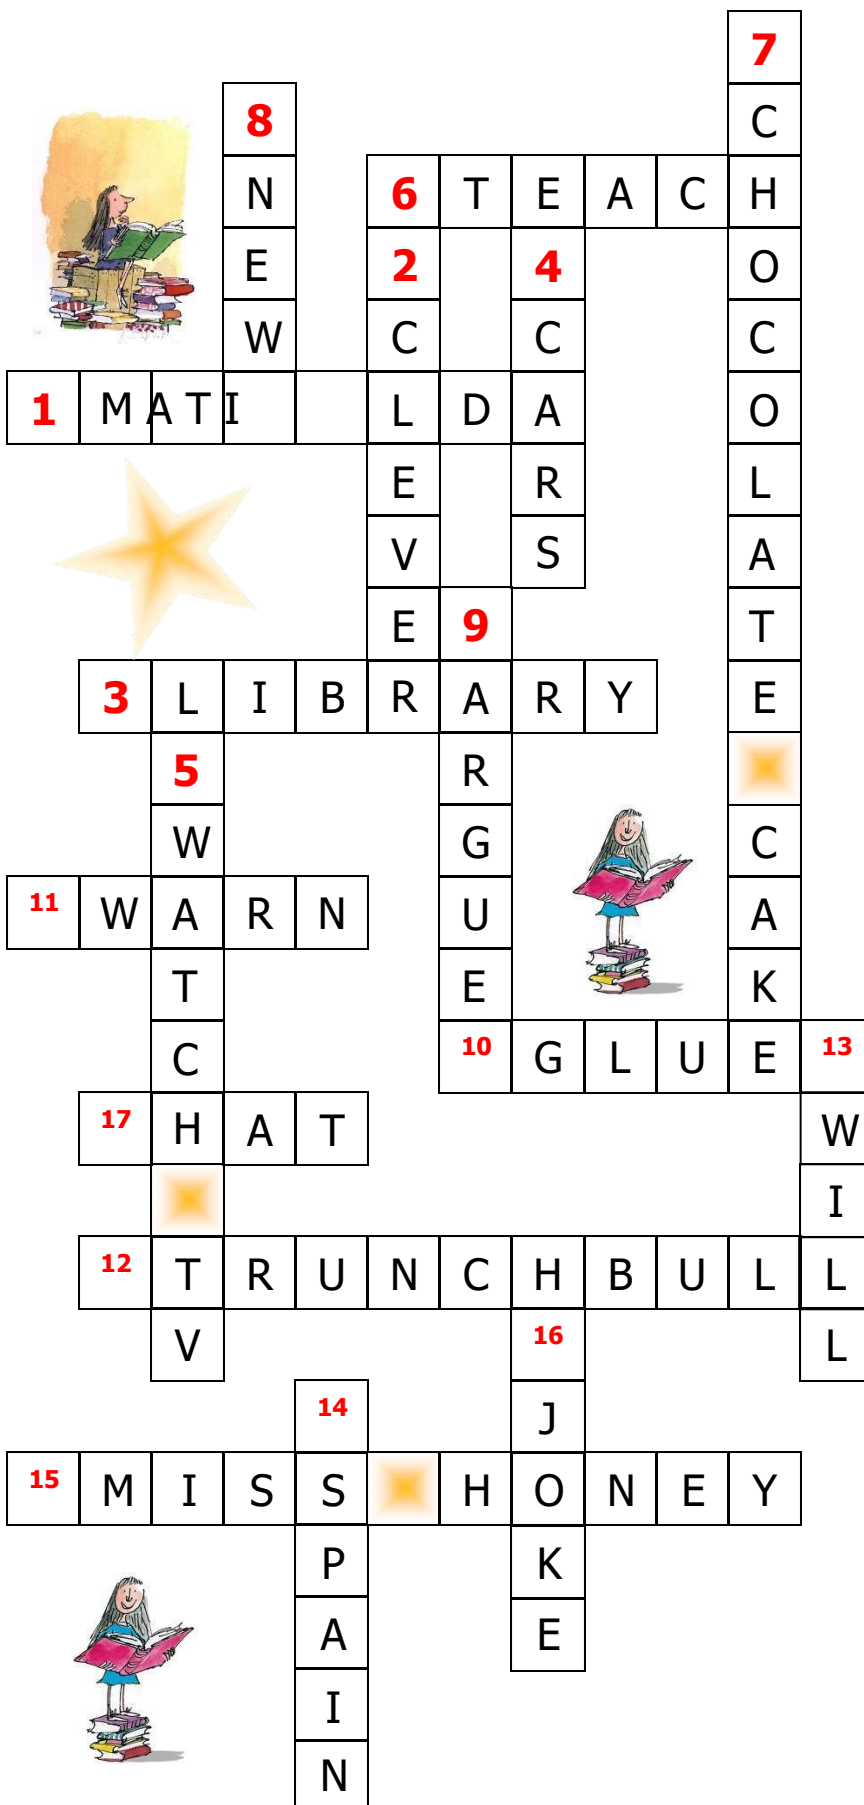 7
8 C
N 6 T E A C H
E 2 4 O
W C C C
1 M A T I L D A O
E R L
V S A
E 9 T
3 L I B R A R Y E
5 R
W G C
11 W A R N U A
T E K
C 10 G L U E 13
17 H A T W
I
12 T R U N C H B U L L
V 16 L
14 J
15 M I S S H O N E Y
P K
A E
I
N